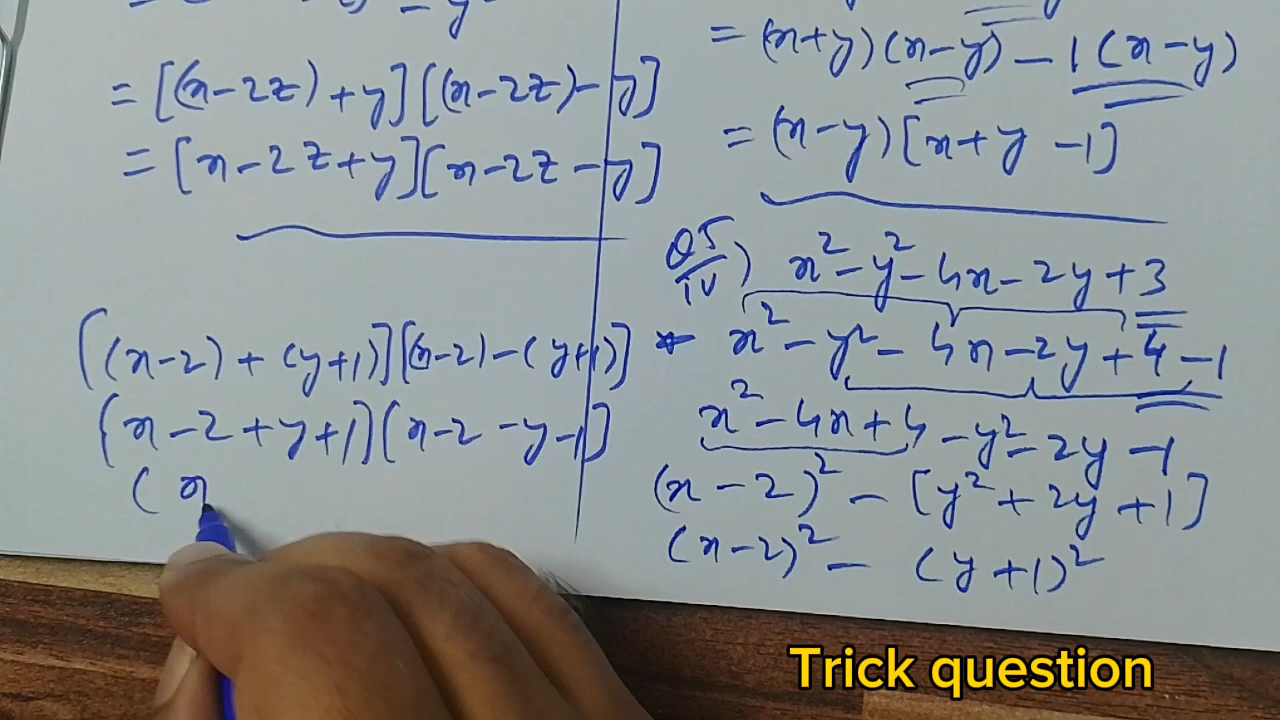 = [(x-2z)+y][(x-2z)-y]
= [x-2z+y][x-2z-y]
= (x+y)(x-y) - 1(x-y)
= (x-y)[x+y-1]
Q5/iv) x²-y²-4x-2y+3
x²-y²-4x-2y+4-1
x²-4x+4-y²-2y-1
(x-2)² - [y²+2y+1]
(x-2)² - (y+1)²
[(x-2)+(y+1)][(x-2)-(y+1)]
[x-2+y+1][x-2-y-1]
(x
Trick question